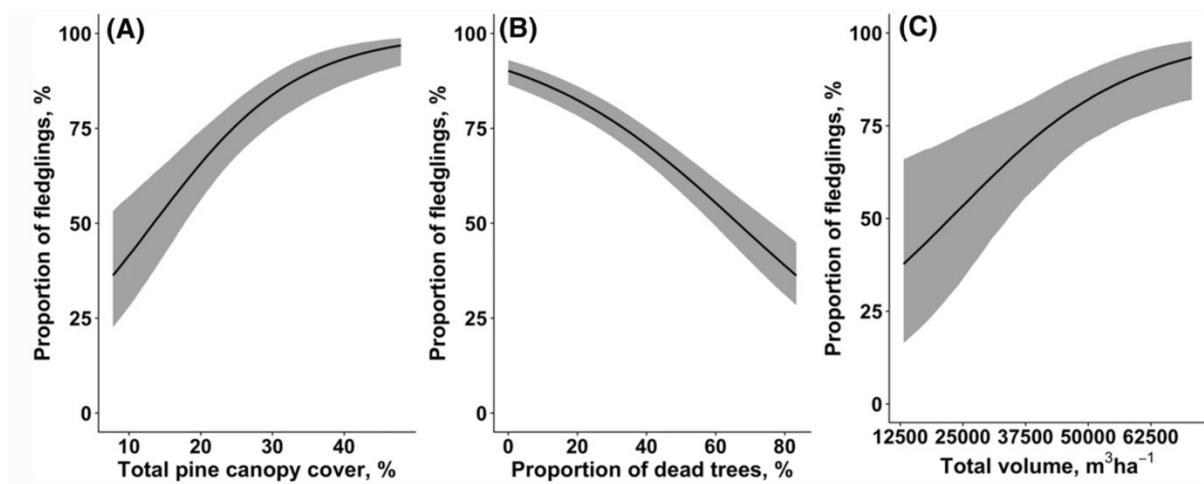 (A)
Proportion of fledglings, %
100
75
50
25
0
10 20 30 40
Total pine canopy cover, %
(B)
Proportion of fledglings, %
100
75
50
25
0
0 20 40 60 80
Proportion of dead trees, %
(C)
Proportion of fledglings, %
100
75
50
25
0
12500 25000 37500 50000 62500
Total volume, m³ha⁻¹